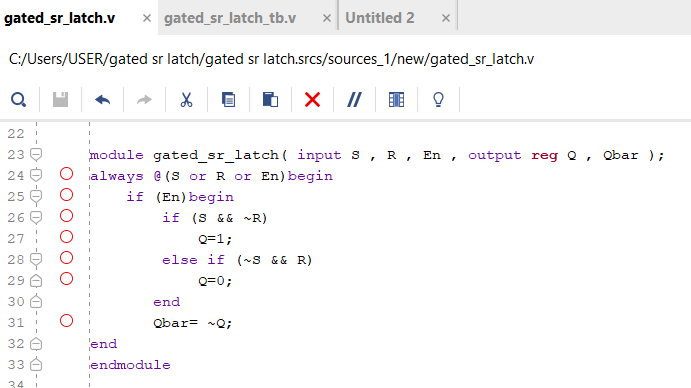 gated_sr_latch.v × gated_sr_latch_tb.v × Untitled 2 ×
C:/Users/USER/gated sr latch/gated sr latch.srcs/sources_1/new/gated_sr_latch.v
22
23 module gated_sr_latch( input S , R , En , output reg Q , Qbar );
24 always @(S or R or En)begin
25 if (En)begin
26 if (S && ~R)
27 Q=1;
28 else if (~S && R)
29 Q=0;
30 end
31 Qbar= ~Q;
32 end
33 endmodule
34